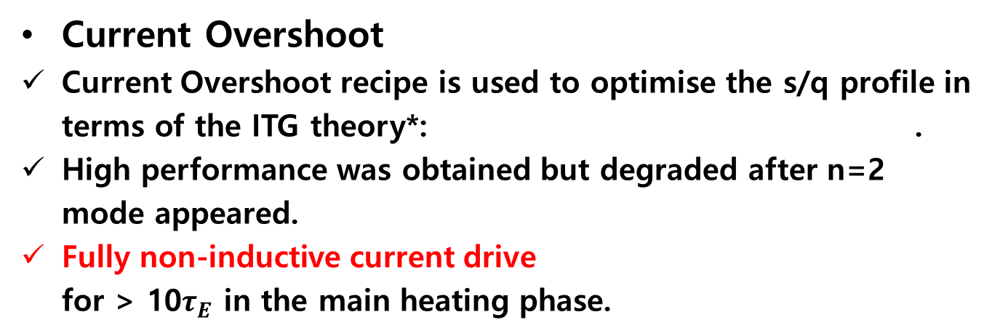 • Current Overshoot
✓ Current Overshoot recipe is used to optimise the s/q profile in
terms of the ITG theory*: .
✓ High performance was obtained but degraded after n=2
mode appeared.
✓ Fully non-inductive current drive
for > 10τ_E in the main heating phase.